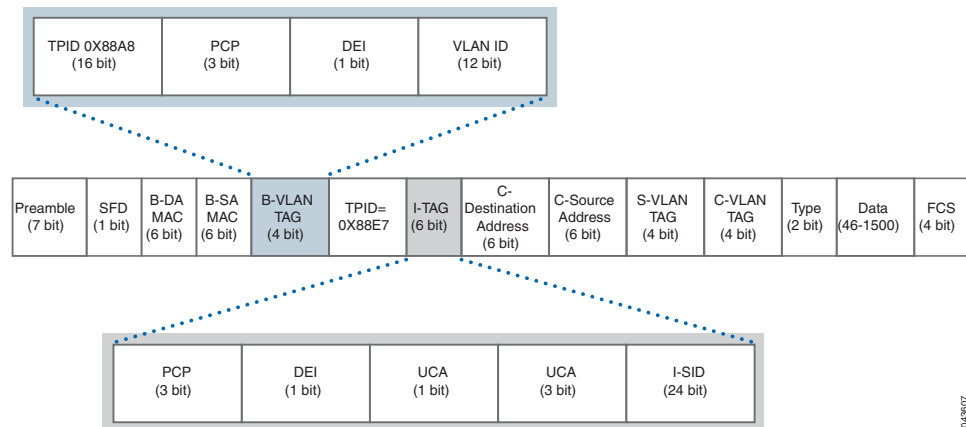 TPID 0X88A8
(16 bit)
PCP
(3 bit)
DEI
(1 bit)
VLAN ID
(12 bit)
Preamble
(7 bit)
SFD
(1 bit)
B-DA
MAC
(6 bit)
B-SA
MAC
(6 bit)
B-VLAN
TAG
(4 bit)
TPID=
0X88E7
I-TAG
(6 bit)
C-
Destination
Address
(6 bit)
C-Source
Address
(6 bit)
S-VLAN
TAG
(4 bit)
C-VLAN
TAG
(4 bit)
Type
(2 bit)
Data
(46-1500)
FCS
(4 bit)
PCP
(3 bit)
DEI
(1 bit)
UCA
(1 bit)
UCA
(3 bit)
I-SID
(24 bit)
043607